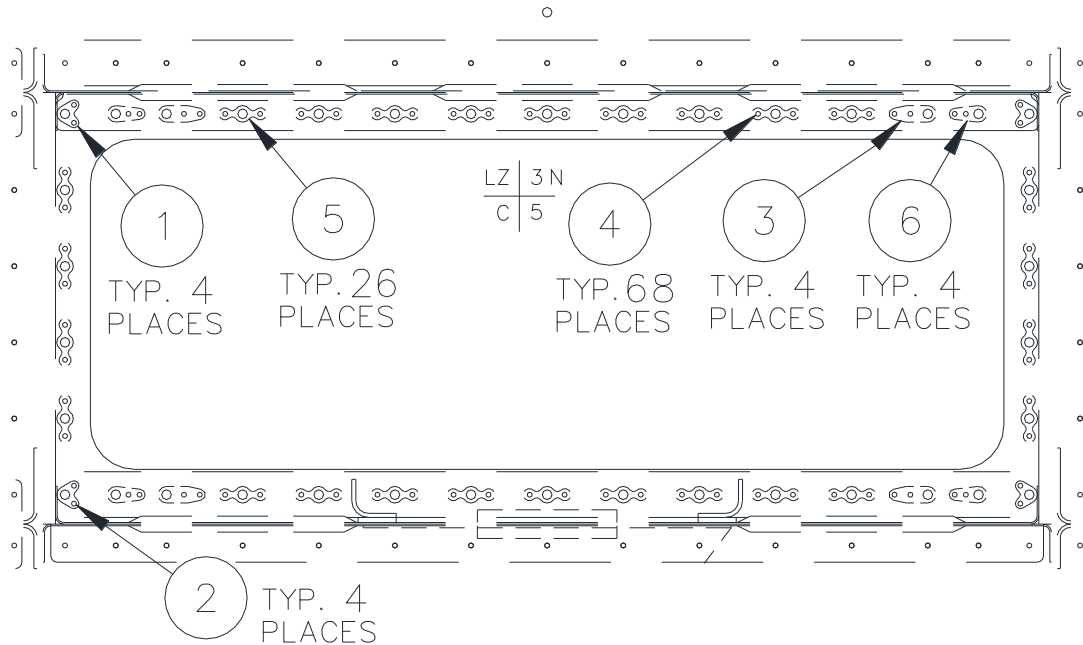 LZ 3 N
C 5
1
TYP. 4
PLACES
5
TYP. 26
PLACES
4
TYP. 68
PLACES
3
TYP. 4
PLACES
6
TYP. 4
PLACES
2
TYP. 4
PLACES